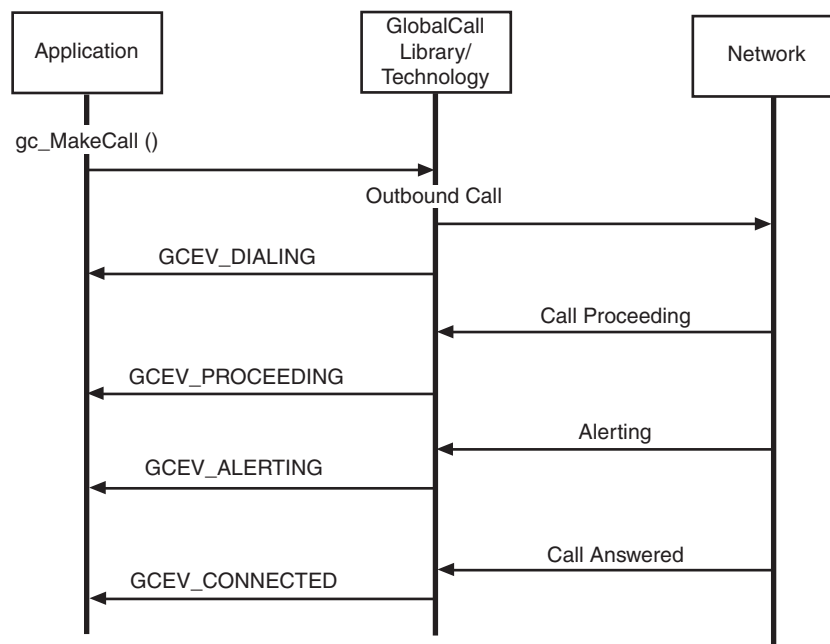 Application
GlobalCall
Library/
Technology
Network
gc_MakeCall ()
Outbound Call
GCEV_DIALING
Call Proceeding
GCEV_PROCEEDING
Alerting
GCEV_ALERTING
Call Answered
GCEV_CONNECTED